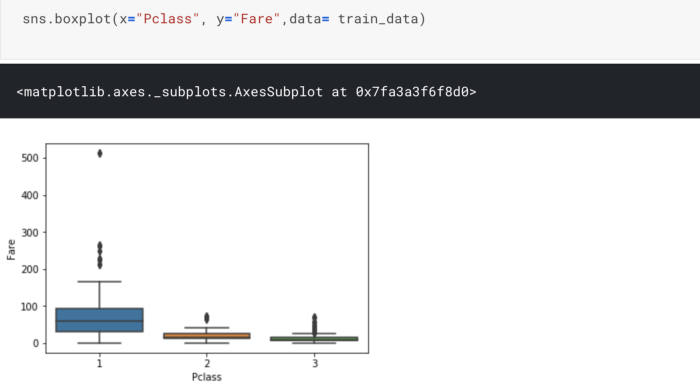 sns.boxplot(x="Pclass", y="Fare",data= train_data)
<matplotlib.axes._subplots.AxesSubplot at 0x7fa3a3f6f8d0>
500
400
300
200
100
0
Fare
1 2 3
Pclass